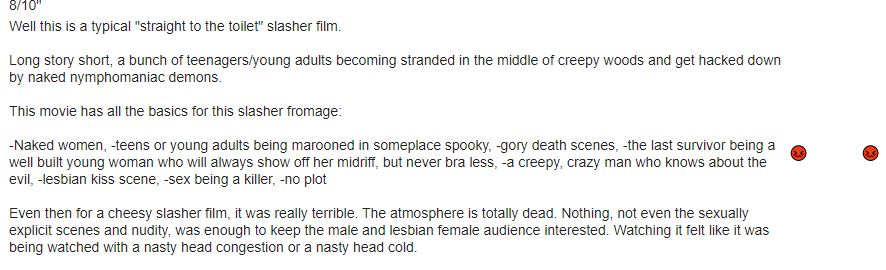 8/10"
Well this is a typical "straight to the toilet" slasher film.
Long story short, a bunch of teenagers/young adults becoming stranded in the middle of creepy woods and get hacked down
by naked nymphomaniac demons.
This movie has all the basics for this slasher fromage:
-Naked women, -teens or young adults being marooned in someplace spooky, -gory death scenes, -the last survivor being a
well built young woman who will always show off her midriff, but never bra less, -a creepy, crazy man who knows about the
evil, -lesbian kiss scene, -sex being a killer, -no plot
Even then for a cheesy slasher film, it was really terrible. The atmosphere is totally dead. Nothing, not even the sexually
explicit scenes and nudity, was enough to keep the male and lesbian female audience interested. Watching it felt like it was
being watched with a nasty head congestion or a nasty head cold.